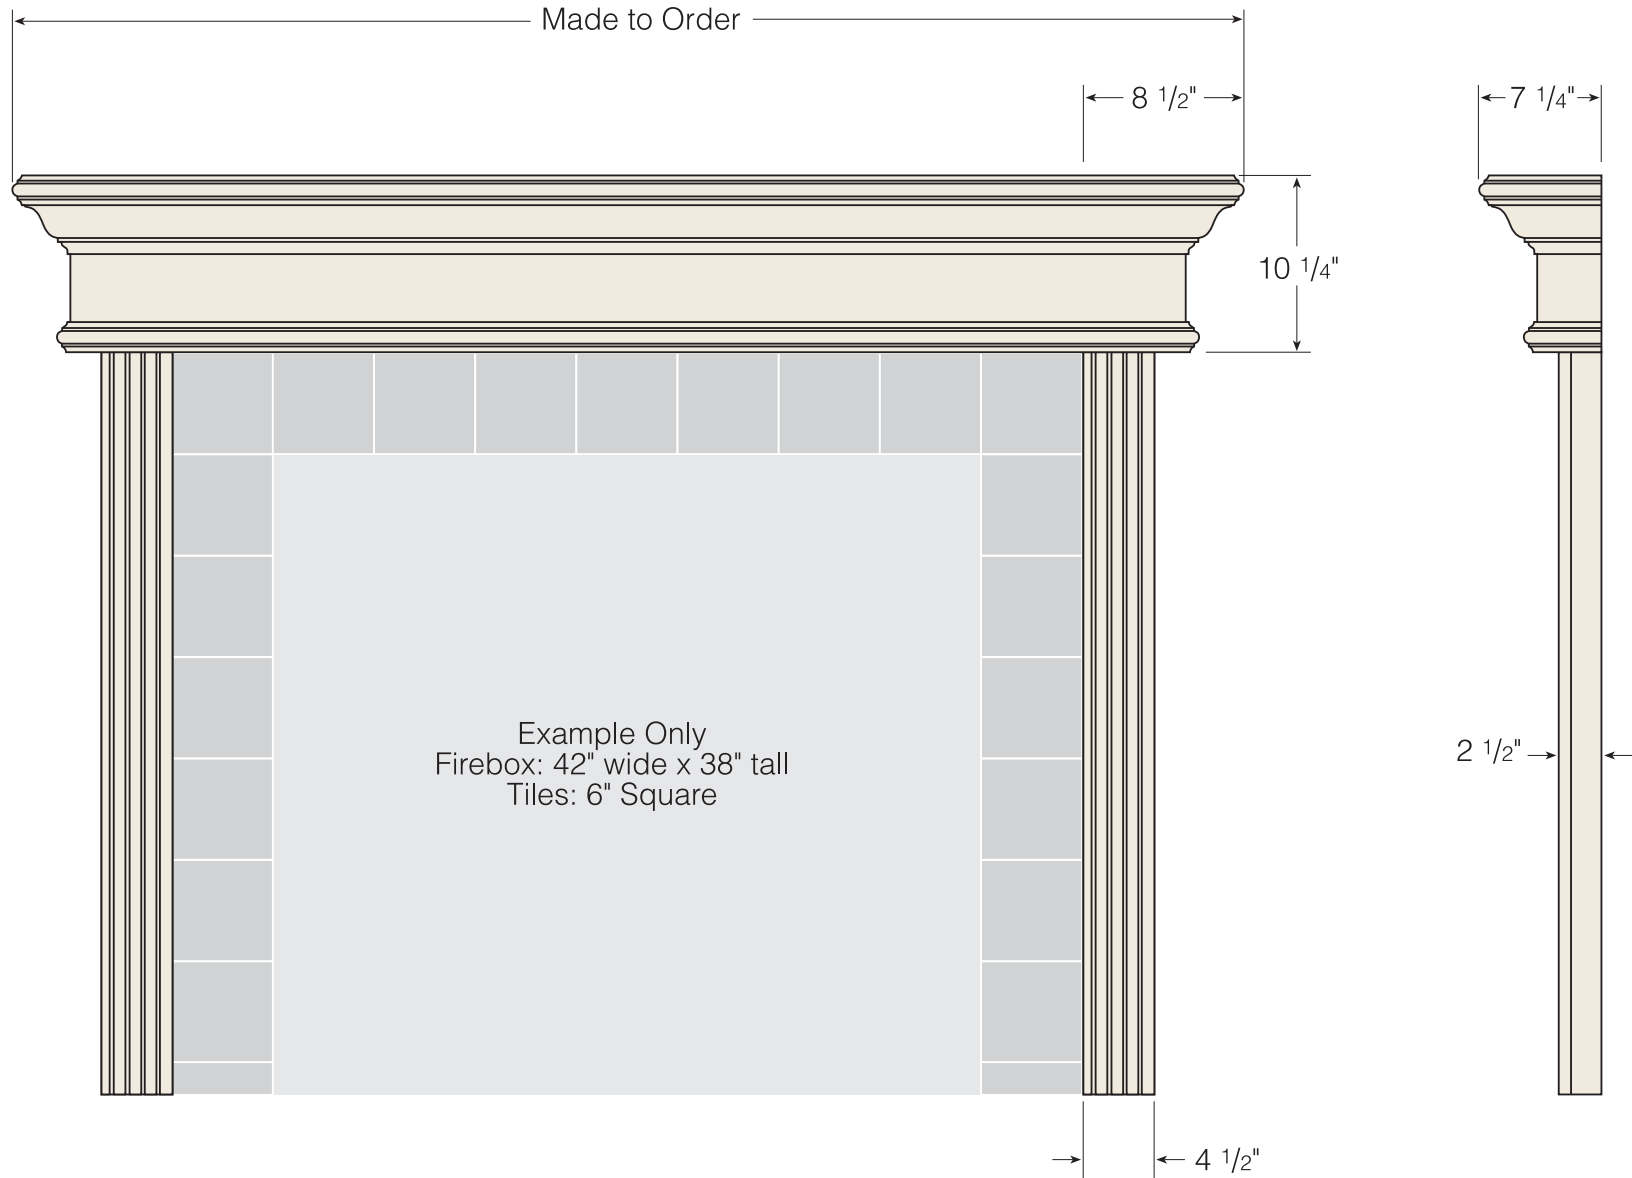 Made to Order
8 1/2"
7 1/4"
10 1/4"
Example Only
Firebox: 42" wide x 38" tall
Tiles: 6" Square
2 1/2"
4 1/2"